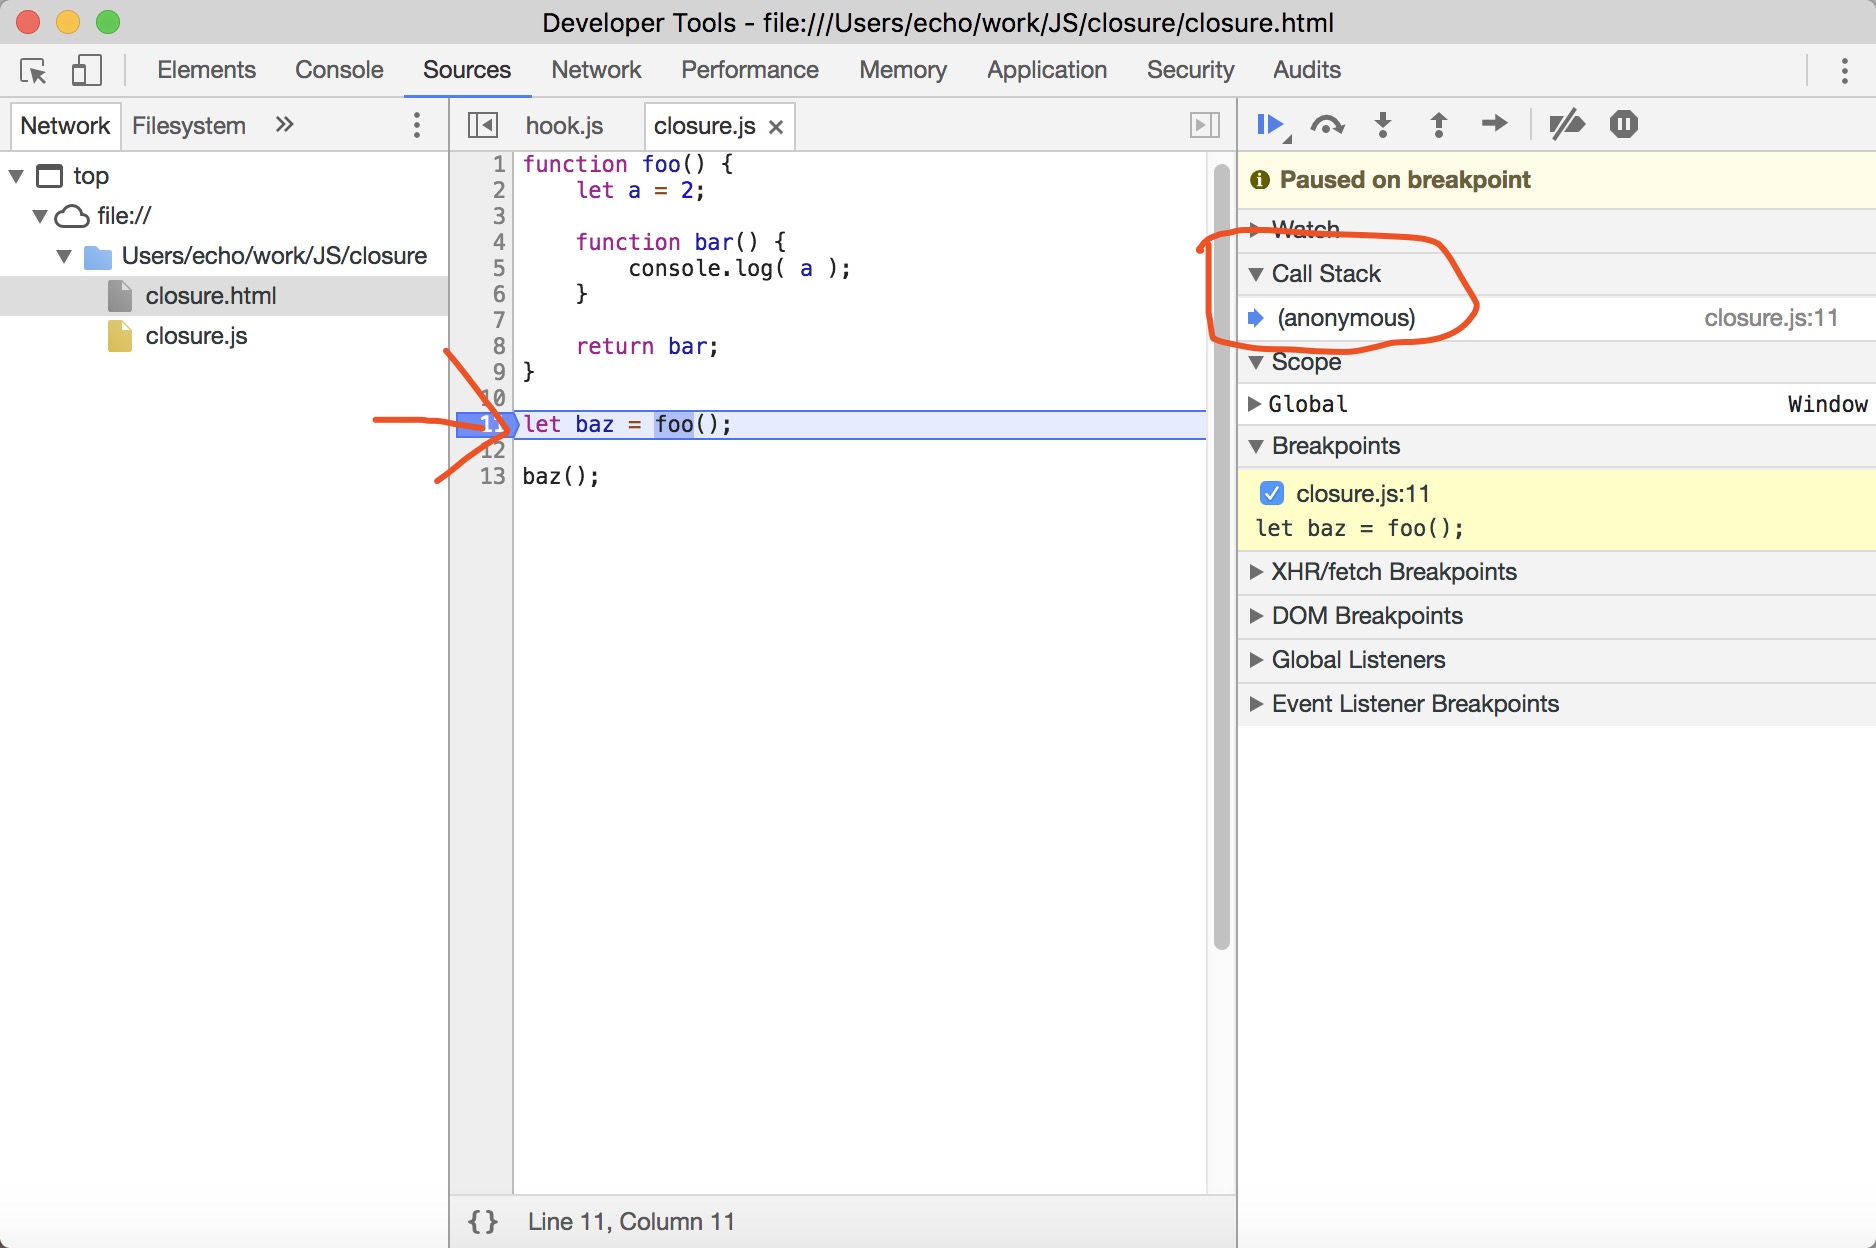 Developer Tools - file:///Users/echo/work/JS/closure/closure.html
Elements Console Sources Network Performance Memory Application Security Audits
Network Filesystem »
top
file://
Users/echo/work/JS/closure
closure.html
closure.js
hook.js closure.js ×
1 function foo() {
2     let a = 2;
3
4     function bar() {
5         console.log( a );
6     }
7
8     return bar;
9 }
10
11 let baz = foo();
12
13 baz();
{ } Line 11, Column 11
Paused on breakpoint
Watch
Call Stack
(anonymous) closure.js:11
Scope
Global Window
Breakpoints
closure.js:11
let baz = foo();
XHR/fetch Breakpoints
DOM Breakpoints
Global Listeners
Event Listener Breakpoints